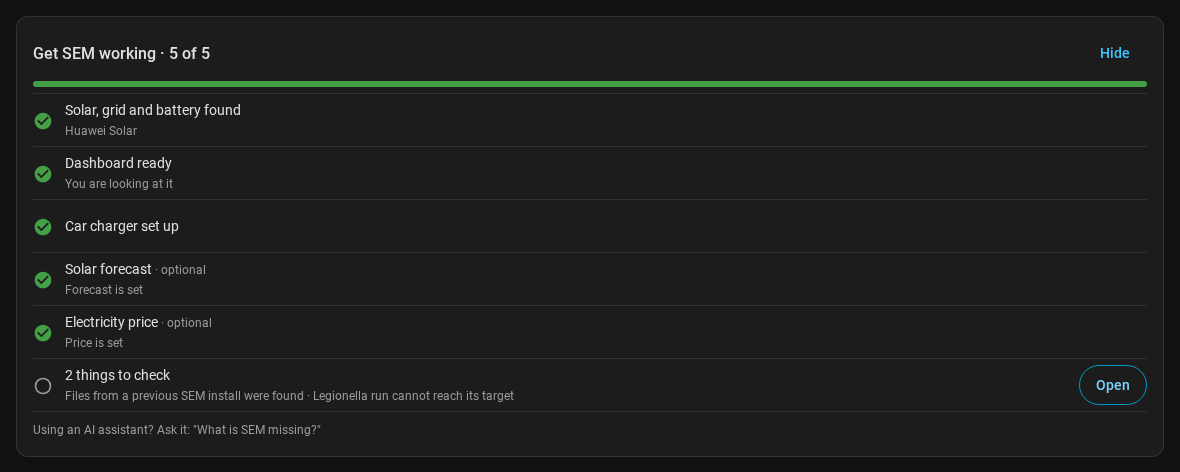 Get SEM working · 5 of 5
Hide
Solar, grid and battery found
Huawei Solar
Dashboard ready
You are looking at it
Car charger set up
Solar forecast · optional
Forecast is set
Electricity price · optional
Price is set
2 things to check
Files from a previous SEM install were found · Legionella run cannot reach its target
Open
Using an AI assistant? Ask it: "What is SEM missing?"